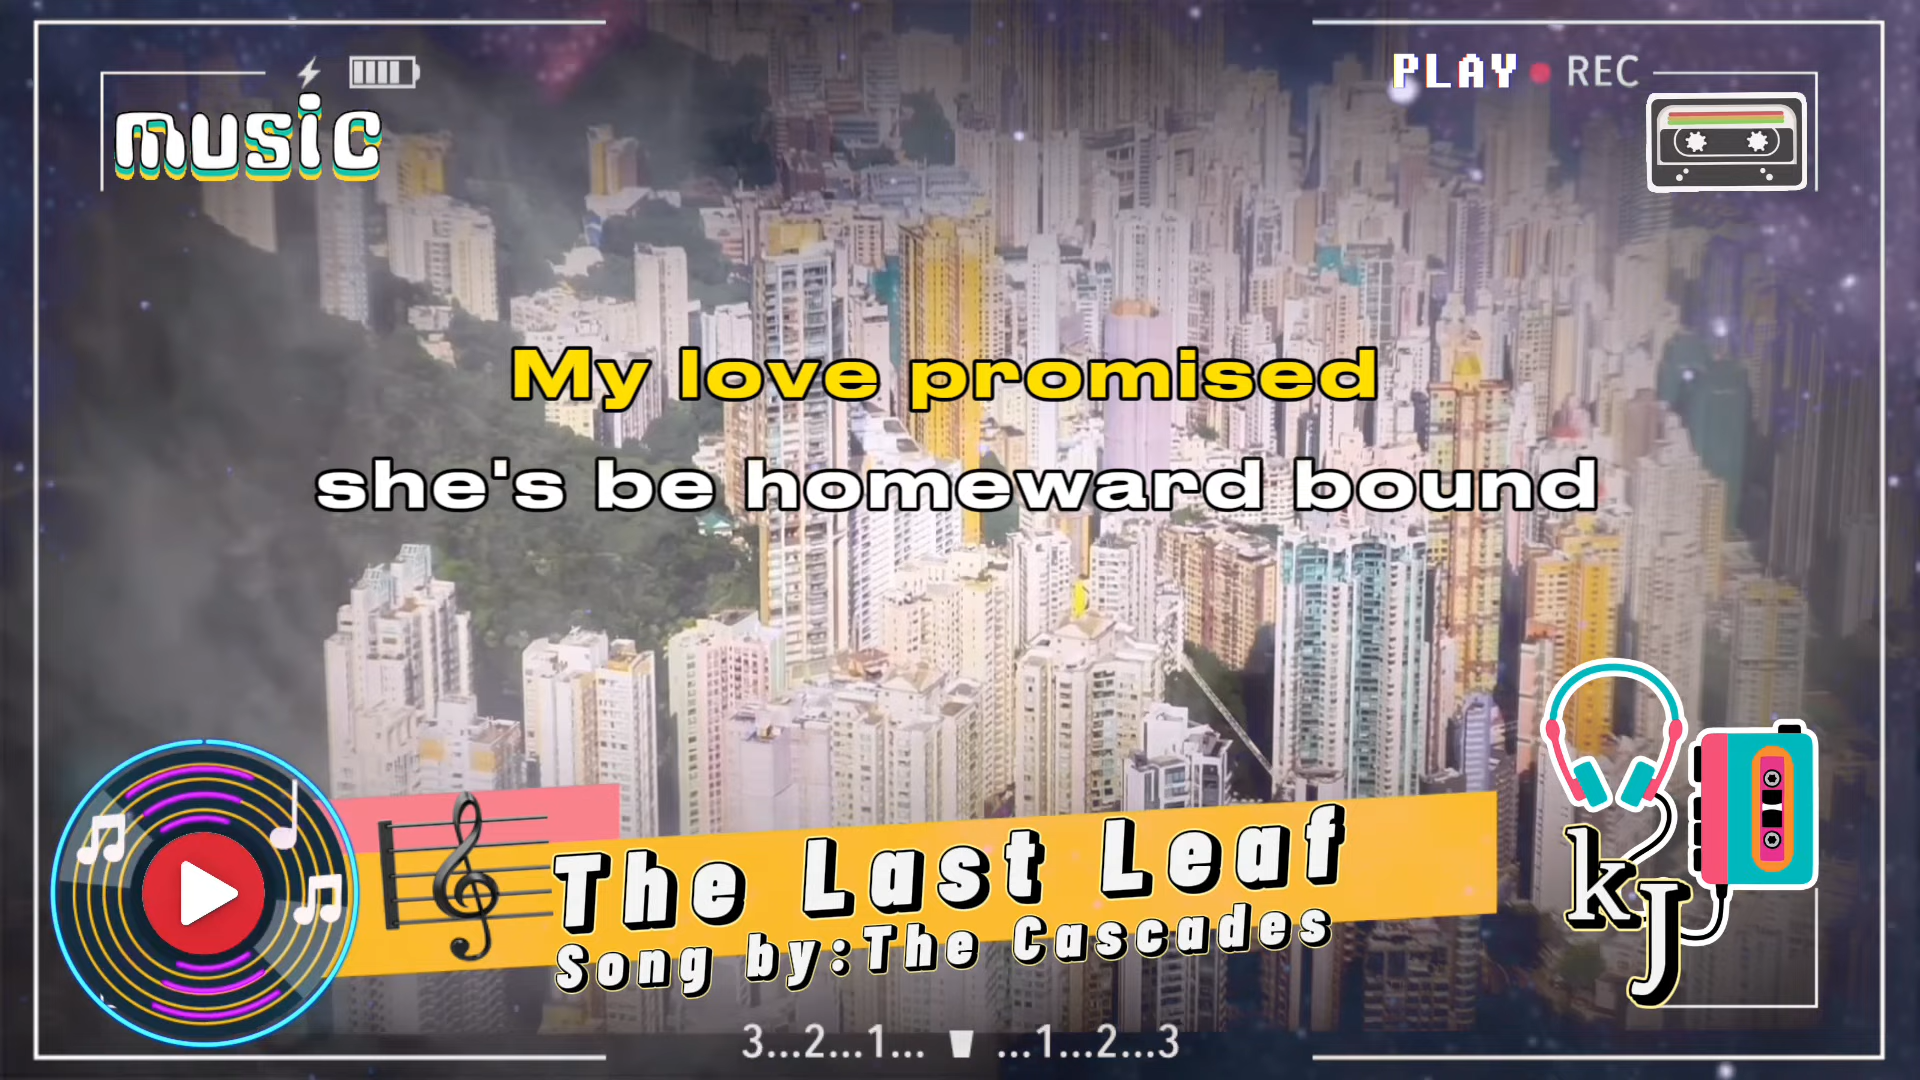 PLAY REC
music
My love promised
she's be homeward bound
The Last Leaf
Song by:The Cascades
kJ
3...2...1... ...1...2...3